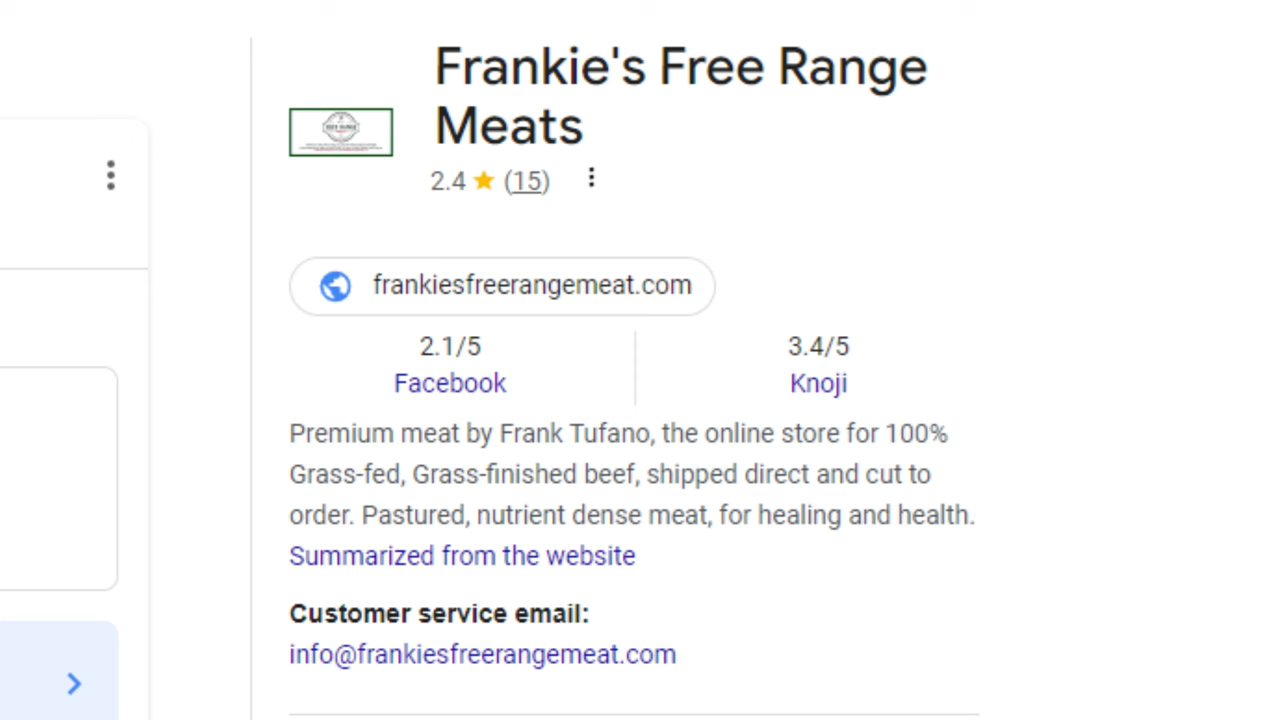 Frankie's Free Range
Meats
2.4 ★ (15)
frankiesfreerangemeat.com
2.1/5
Facebook
3.4/5
Knoji
Premium meat by Frank Tufano, the online store for 100%
Grass-fed, Grass-finished beef, shipped direct and cut to
order. Pastured, nutrient dense meat, for healing and health.
Summarized from the website
Customer service email:
info@frankiesfreerangemeat.com